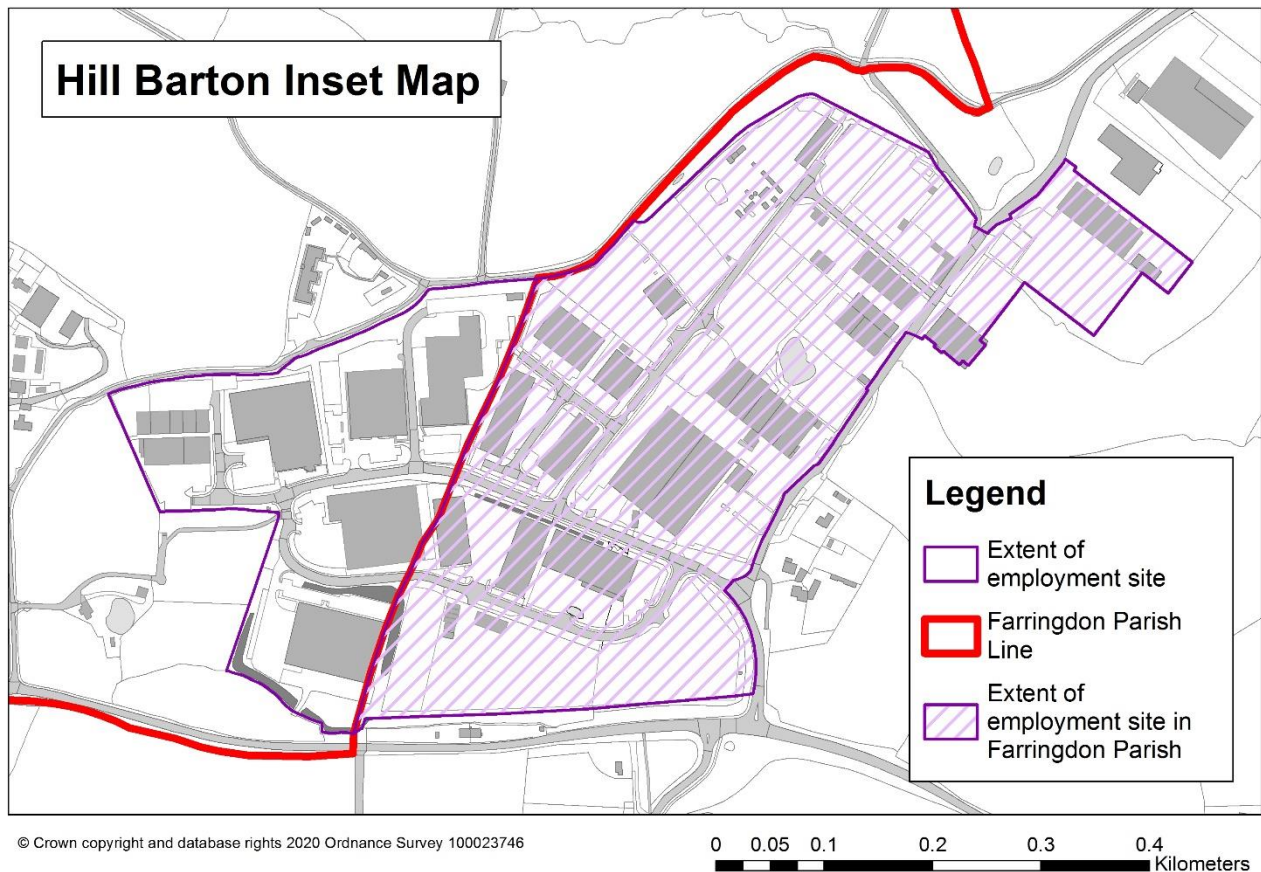 Hill Barton Inset Map
Legend
Extent of
employment site
Farringdon Parish
Line
Extent of
employment site in
Farringdon Parish
© Crown copyright and database rights 2020 Ordnance Survey 100023746
0 0.05 0.1 0.2 0.3 0.4
Kilometers